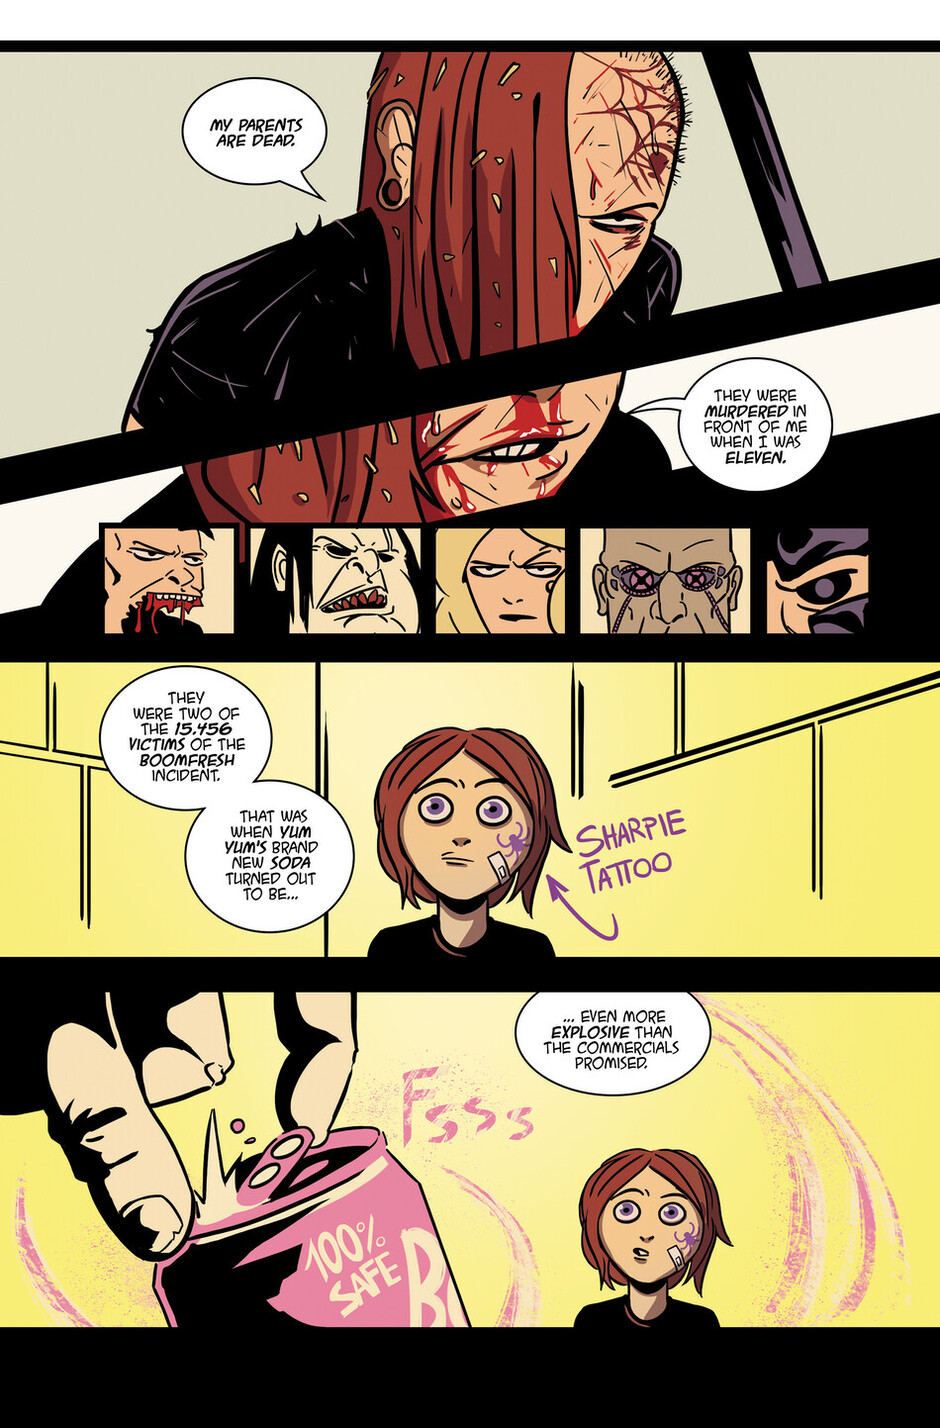 MY PARENTS
ARE DEAD.
THEY WERE
MURDERED IN
FRONT OF ME
WHEN I WAS
ELEVEN.
THEY
WERE TWO OF
THE 15.456
VICTIMS OF THE
BOOMFRESH
INCIDENT.
THAT WAS
WHEN YUM
YUM'S BRAND
NEW SODA
TURNED OUT
TO BE...
SHARPIE
TATTOO
... EVEN MORE
EXPLOSIVE THAN
THE COMMERCIALS
PROMISED.
FSSS
100%
SAFE
B